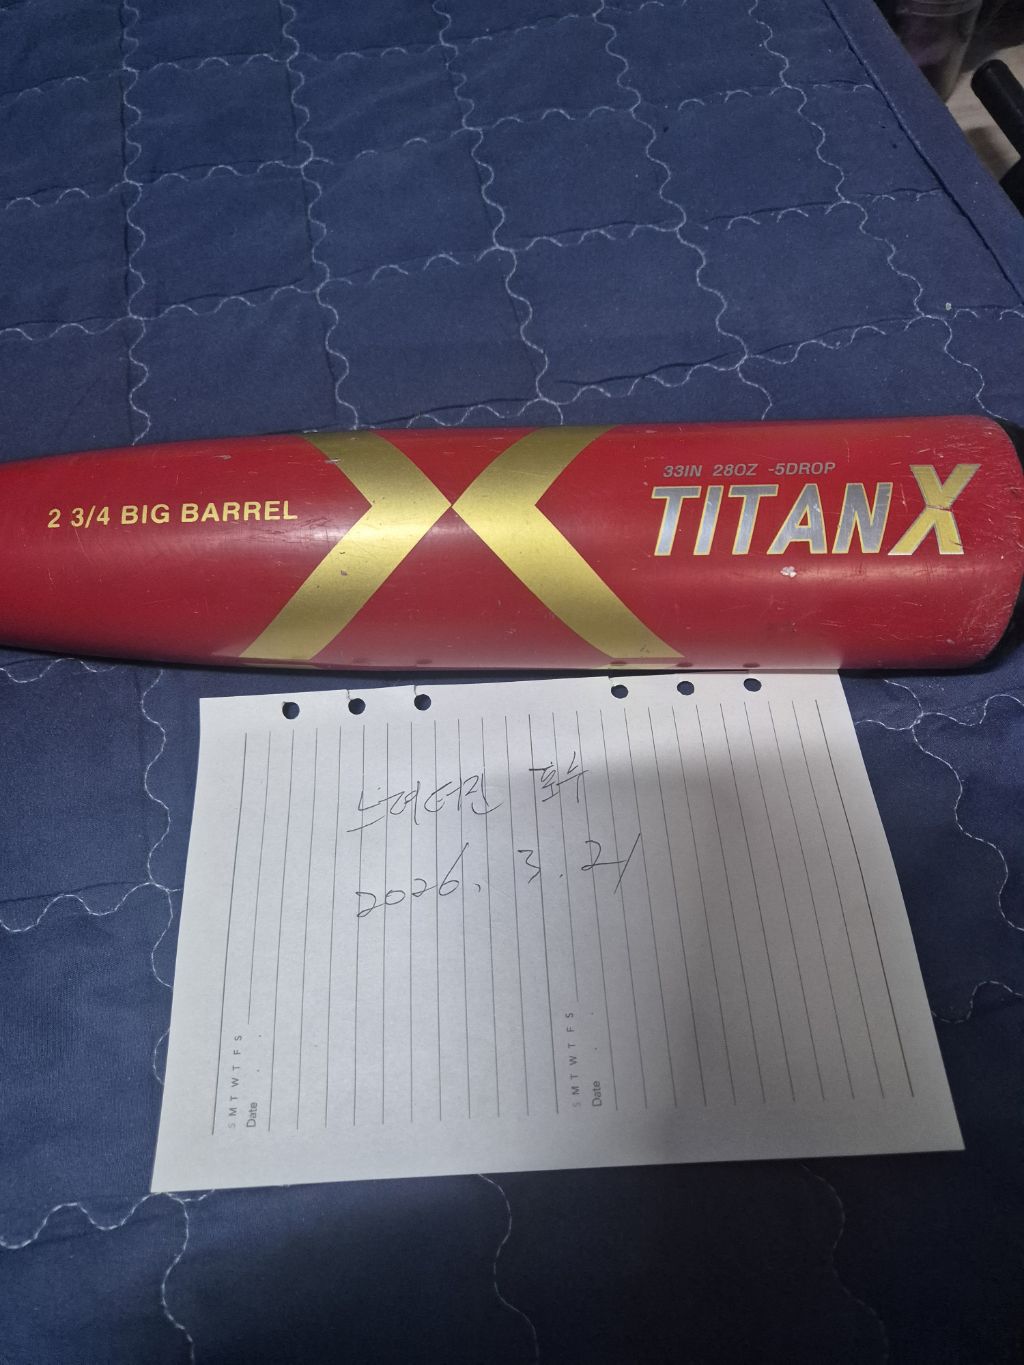 33IN 28OZ -5DROP
2 3/4 BIG BARREL
TITANX
2026. 3. 21
S M T W T F S
Date . .
S M T W T F S
Date . .